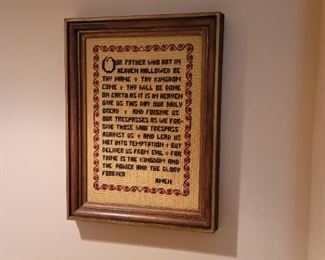 OUR FATHER WHO ART IN
HEAVEN HALLOWED BE
THY NAME THY KINGDOM
COME THY WILL BE DONE
ON EARTH AS IT IS IN HEAVEN
GIVE US THIS DAY OUR DAILY
BREAD AND FORGIVE US
OUR TRESPASSES AS WE FOR-
GIVE THOSE WHO TRESPASS
AGAINST US AND LEAD US
NOT INTO TEMPTATION BUT
DELIVER US FROM EVIL FOR
THINE IS THE KINGDOM AND
THE POWER AND THE GLORY
FOREVER
AMEN